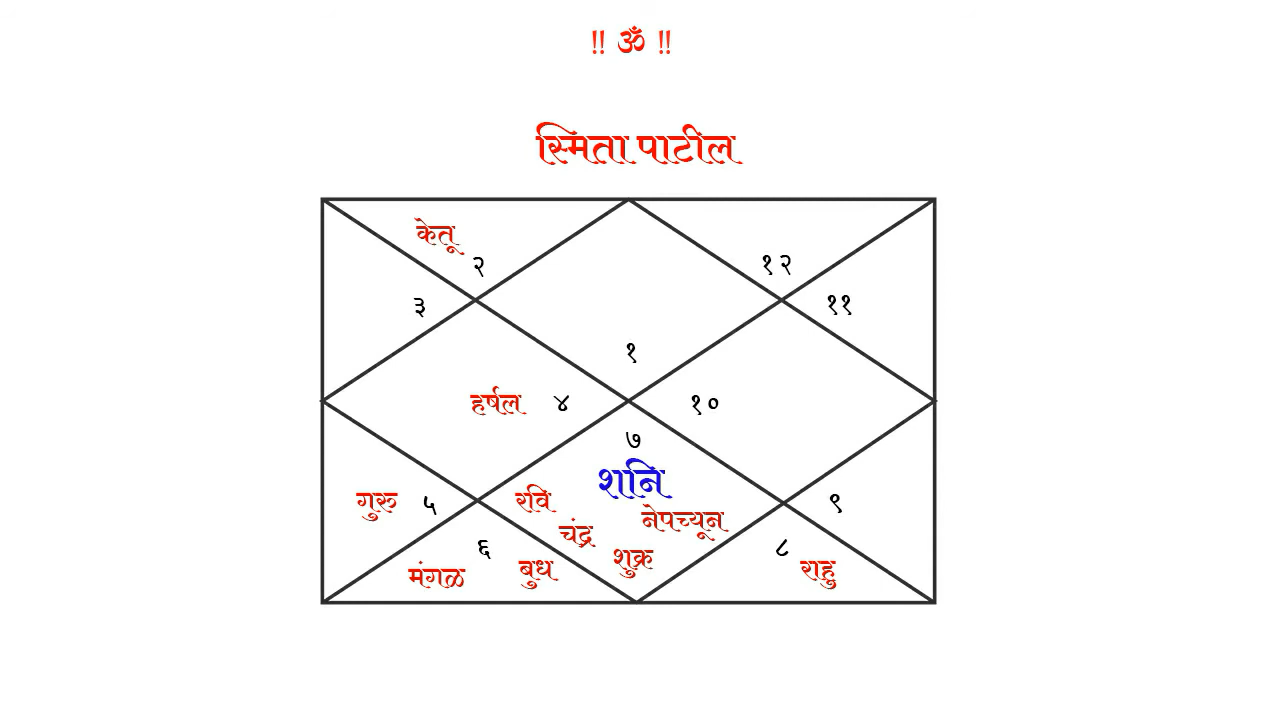 !! ॐ !!
स्मिता पाटील
केतू
२
१२
३
११
१
हर्षल ४
१०
७
शनि
गुरु ५
रवि
नेपच्यून
९
चंद्र
६
८
शुक्र
मंगळ
बुध
राहु